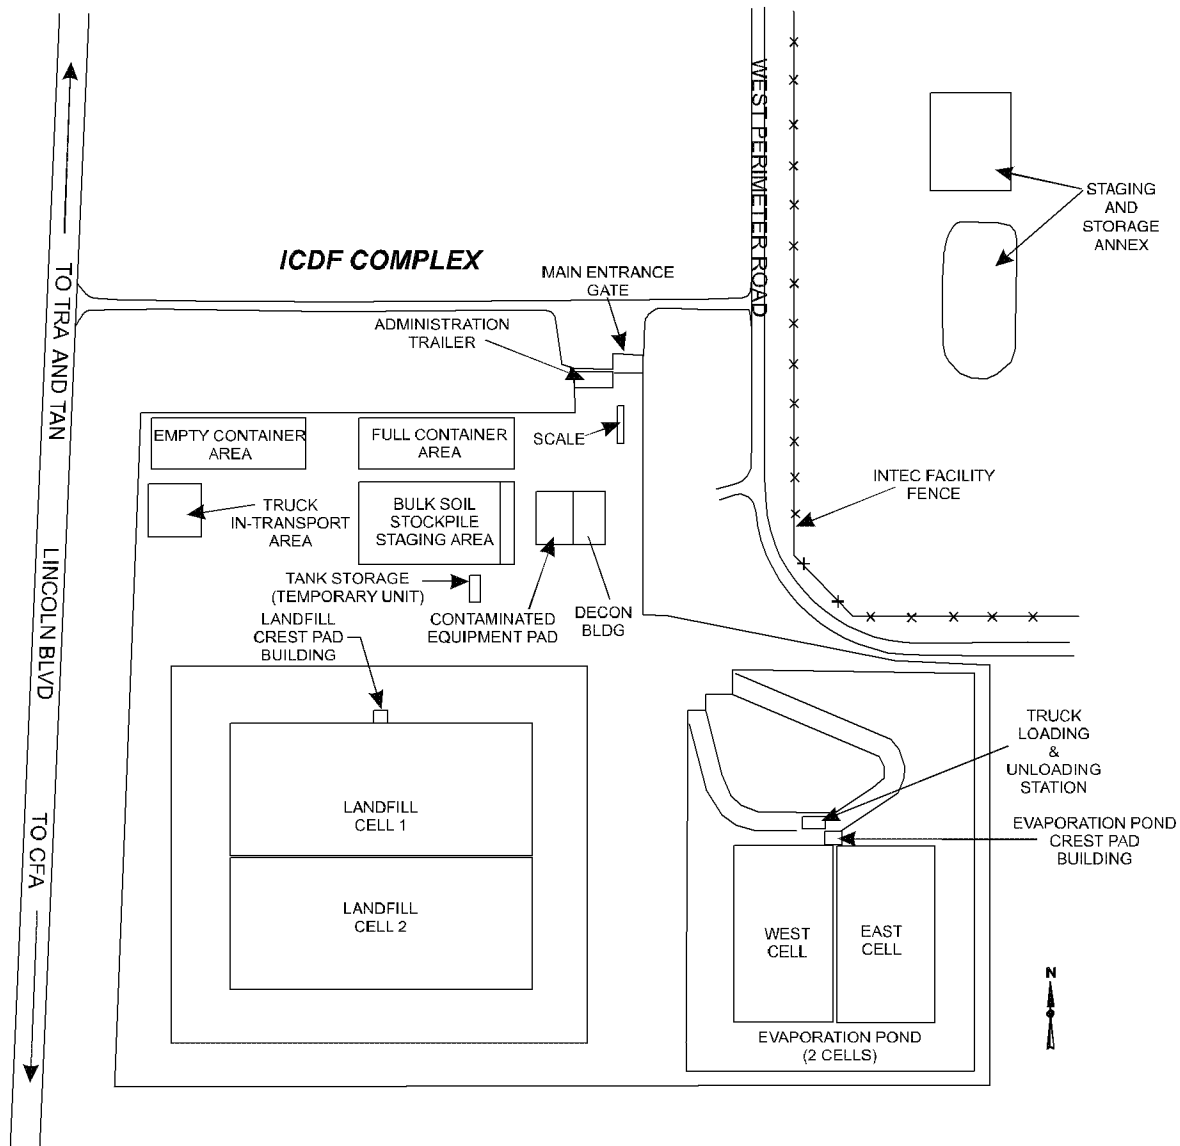 WEST PERIMETER ROAD
STAGING
AND
STORAGE
ANNEX
ICDF COMPLEX
MAIN ENTRANCE
GATE
TO TRA AND TAN
ADMINISTRATION
TRAILER
EMPTY CONTAINER
AREA
FULL CONTAINER
AREA
SCALE
INTEC FACILITY
FENCE
TRUCK
IN-TRANSPORT
AREA
BULK SOIL
STOCKPILE
STAGING AREA
TANK STORAGE
(TEMPORARY UNIT)
CONTAMINATED
EQUIPMENT PAD
DECON
BLDG
LINCOLN BLVD
LANDFILL
CREST PAD
BUILDING
TRUCK
LOADING
&
UNLOADING
STATION
LANDFILL
CELL 1
EVAPORATION POND
CREST PAD
BUILDING
TO CFA
LANDFILL
CELL 2
WEST
CELL
EAST
CELL
N
EVAPORATION POND
(2 CELLS)